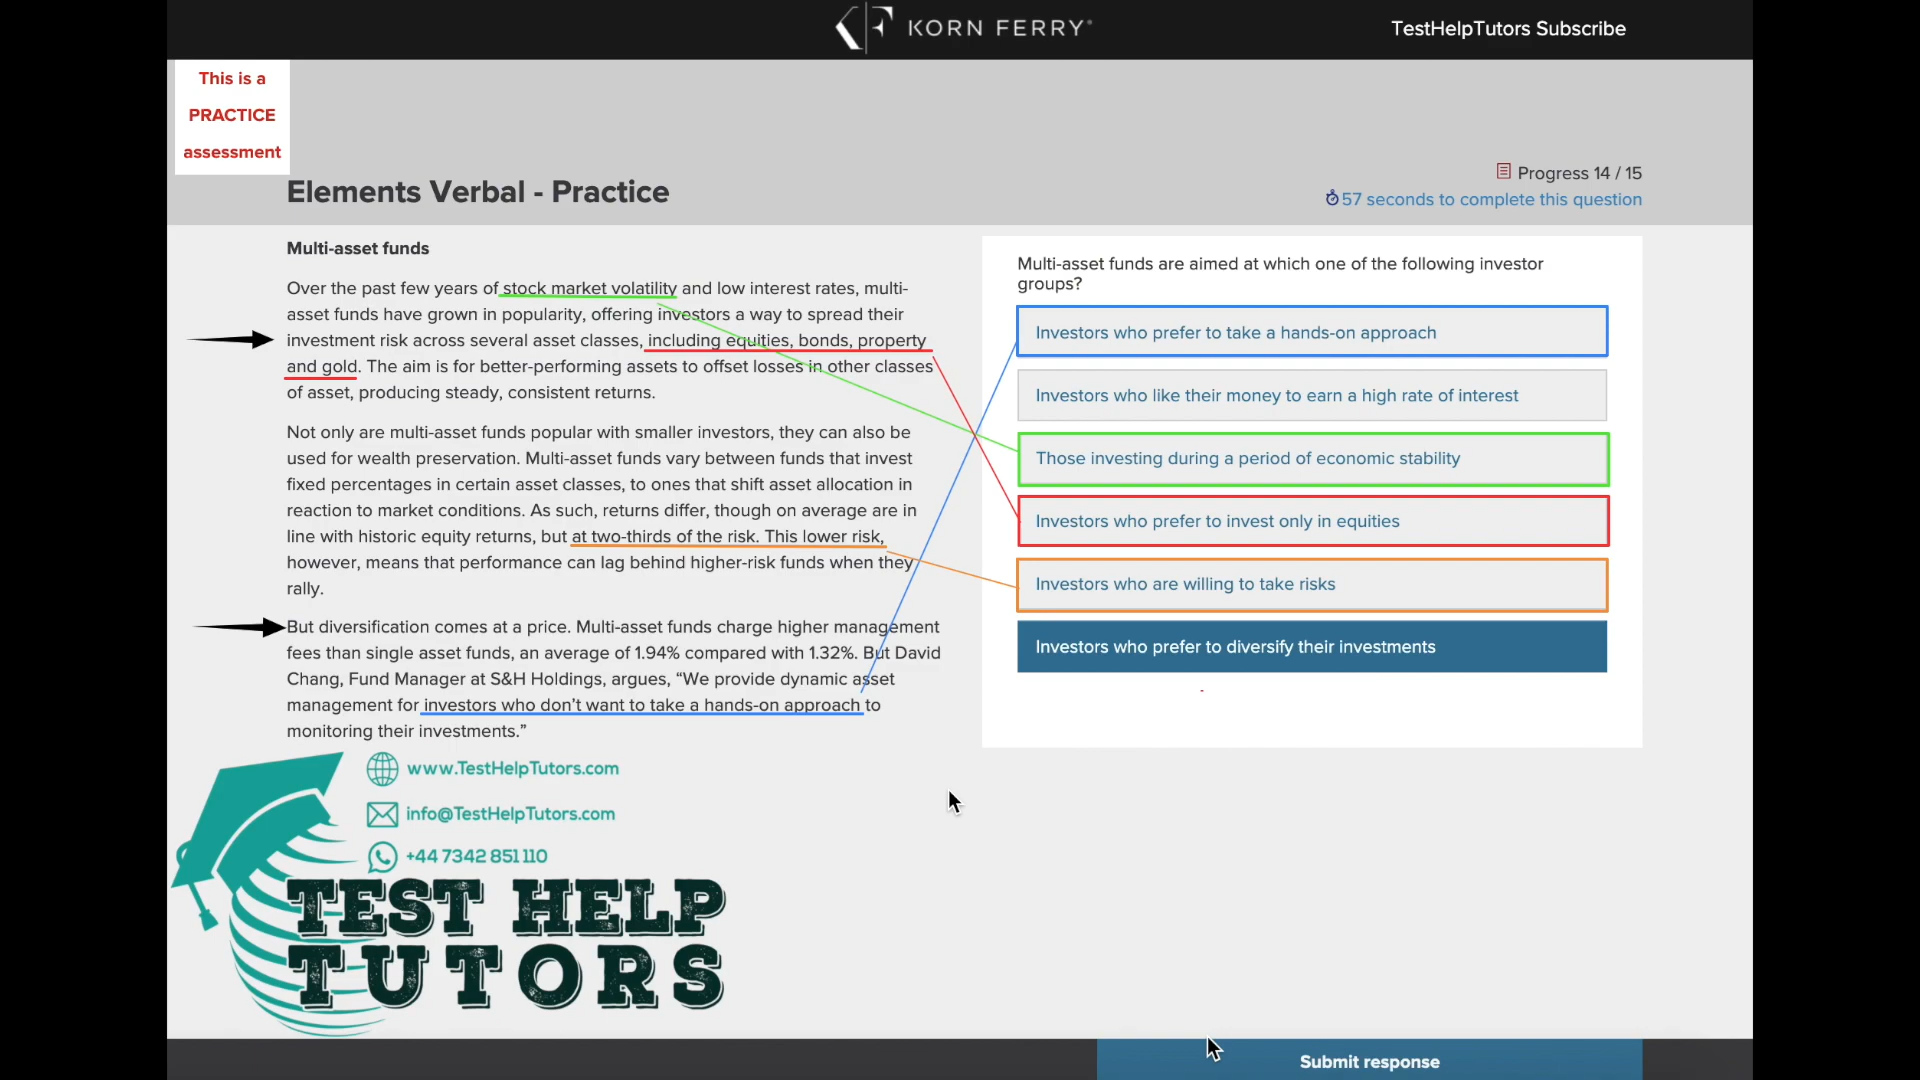 KORN FERRY
TestHelpTutors Subscribe
This is a
PRACTICE
assessment
Elements Verbal - Practice
Progress 14 / 15
57 seconds to complete this question
Multi-asset funds
Over the past few years of stock market volatility and low interest rates, multi-
asset funds have grown in popularity, offering investors a way to spread their
investment risk across several asset classes, including equities, bonds, property
and gold. The aim is for better-performing assets to offset losses in other classes
of asset, producing steady, consistent returns.
Not only are multi-asset funds popular with smaller investors, they can also be
used for wealth preservation. Multi-asset funds vary between funds that invest
fixed percentages in certain asset classes, to ones that shift asset allocation in
reaction to market conditions. As such, returns differ, though on average are in
line with historic equity returns, but at two-thirds of the risk. This lower risk,
however, means that performance can lag behind higher-risk funds when they
rally.
But diversification comes at a price. Multi-asset funds charge higher management
fees than single asset funds, an average of 1.94% compared with 1.32%. But David
Chang, Fund Manager at S&H Holdings, argues, “We provide dynamic asset
management for investors who don’t want to take a hands-on approach to
monitoring their investments.”
Multi-asset funds are aimed at which one of the following investor
groups?
Investors who prefer to take a hands-on approach
Investors who like their money to earn a high rate of interest
Those investing during a period of economic stability
Investors who prefer to invest only in equities
Investors who are willing to take risks
Investors who prefer to diversify their investments
www.TestHelpTutors.com
info@TestHelpTutors.com
+44 7342 851 110
TEST HELP
TUTORS
Submit response